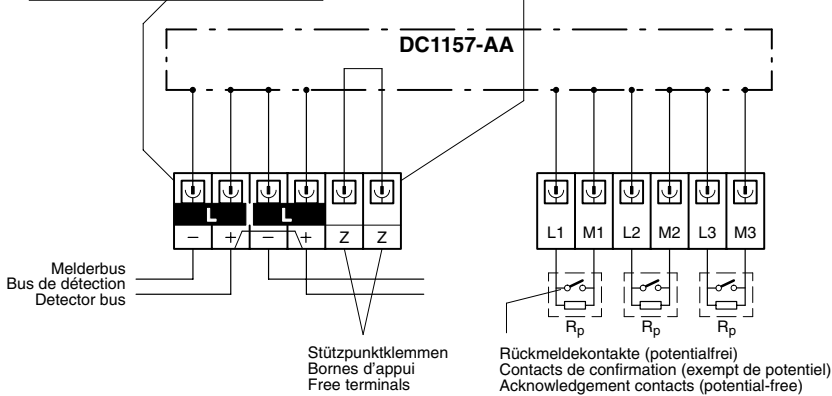 DC1157-AA
L L
− + − + Z Z
L1 M1 L2 M2 L3 M3
Melderbus
Bus de détection
Detector bus
Rp Rp Rp
Stützpunktklemmen
Bornes d'appui
Free terminals
Rückmeldekontakte (potentialfrei)
Contacts de confirmation (exempt de potentiel)
Acknowledgement contacts (potential-free)